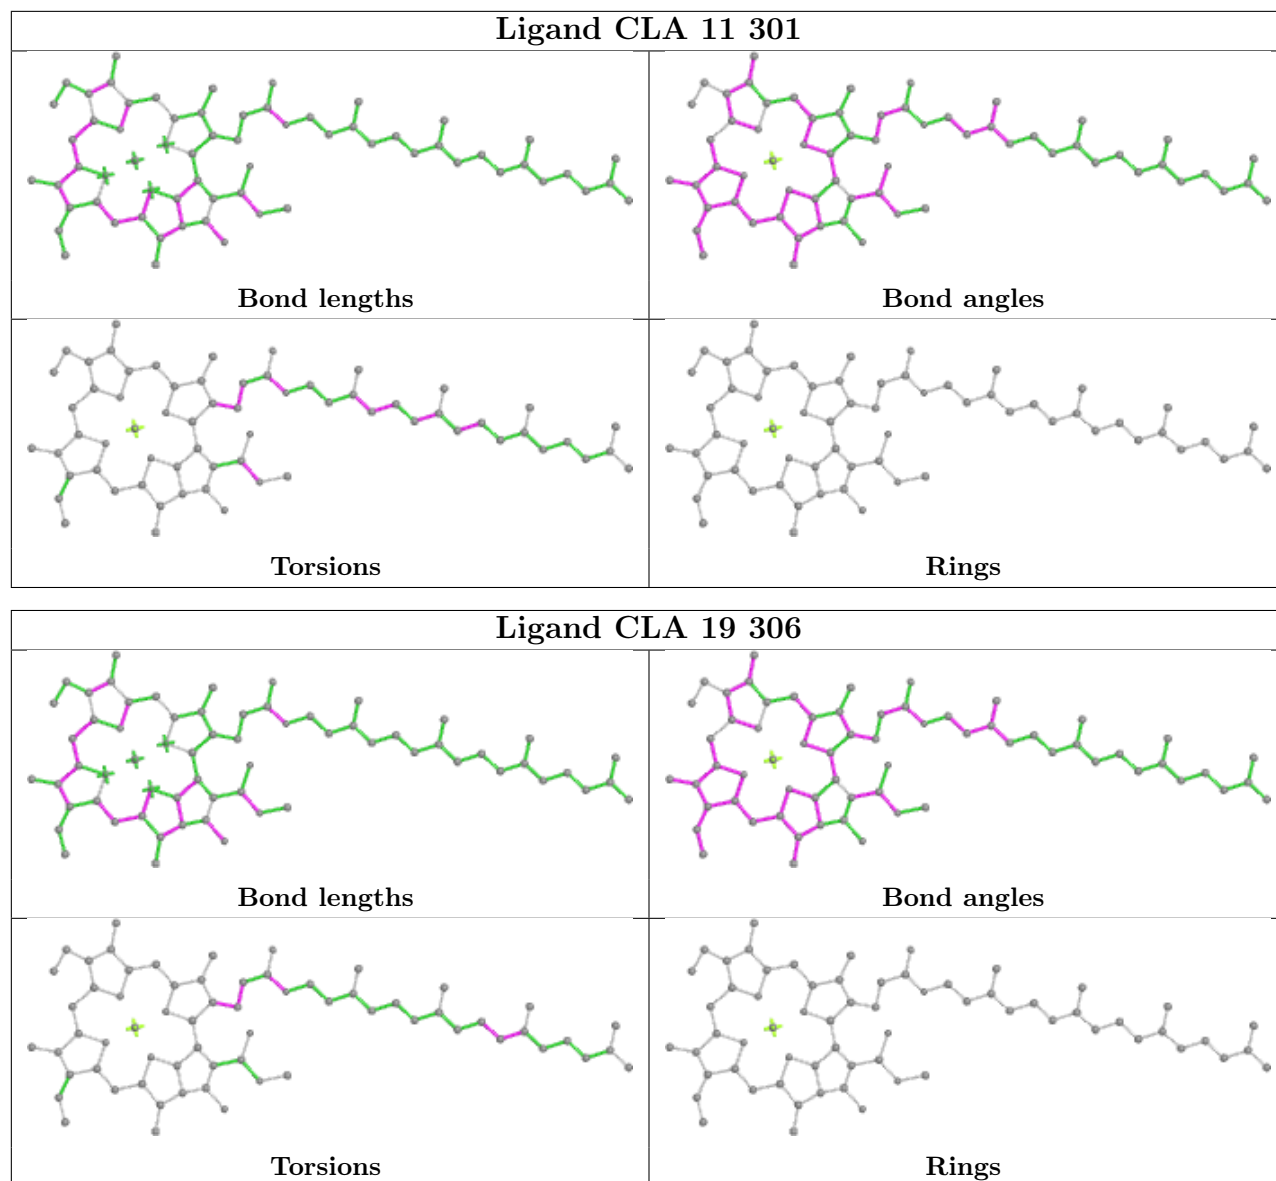 Ligand CLA 11 301
Bond lengths
Bond angles
Torsions
Rings
Ligand CLA 19 306
Bond lengths
Bond angles
Torsions
Rings